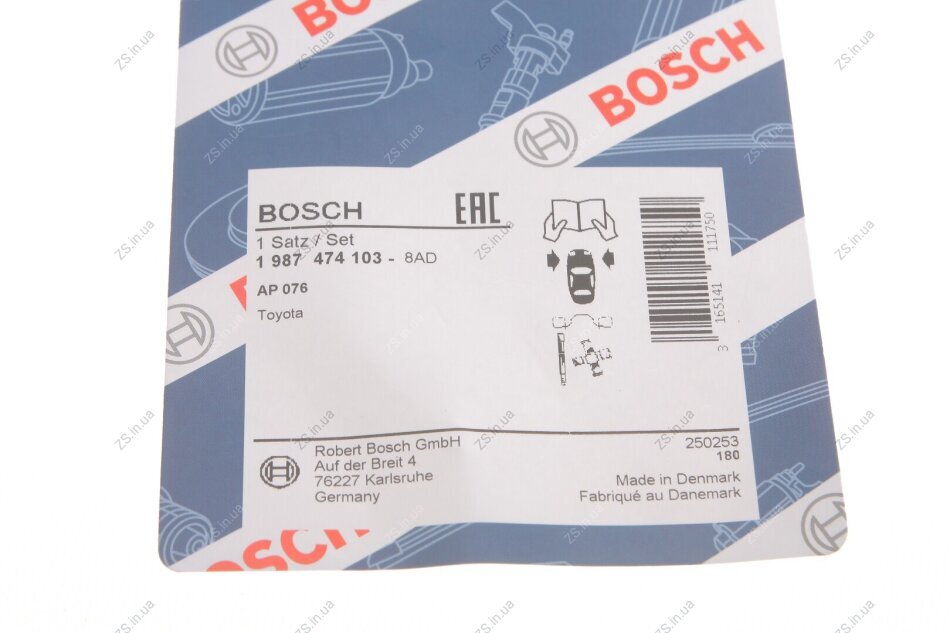 BOSCH
BOSCH
BOSCH
EAC
1 Satz / Set
1 987 474 103 - 8AD
AP 076
Toyota
3 165141 111750
Robert Bosch GmbH
Auf der Breit 4
76227 Karlsruhe
Germany
250253
180
Made in Denmark
Fabriqué au Danemark
BOSCH
ZS.in.ua